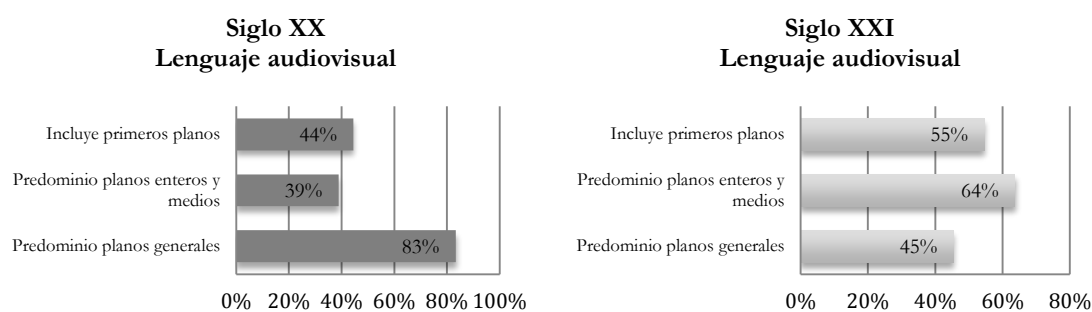 Siglo XX
Lenguaje audiovisual
Incluye primeros planos
44%
Predominio planos enteros y
medios
39%
Predominio planos generales
83%
0% 20% 40% 60% 80% 100%
Siglo XXI
Lenguaje audiovisual
Incluye primeros planos
55%
Predominio planos enteros y
medios
64%
Predominio planos generales
45%
0% 20% 40% 60% 80%